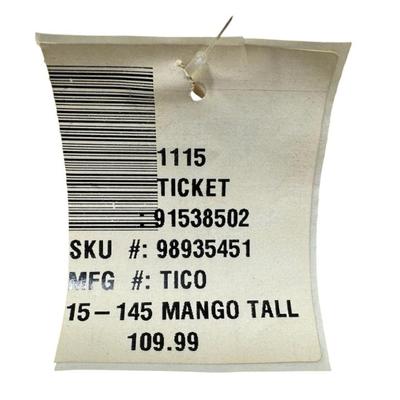 1115
TICKET
: 91538502
SKU #: 98935451
MFG #: TICO
15-145 MANGO TALL
109.99